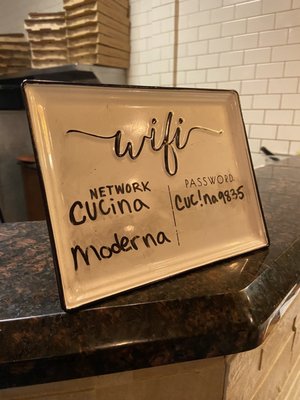 wifi
NETWORK
Cucina
Moderna
PASSWORD
Cuc!na9835